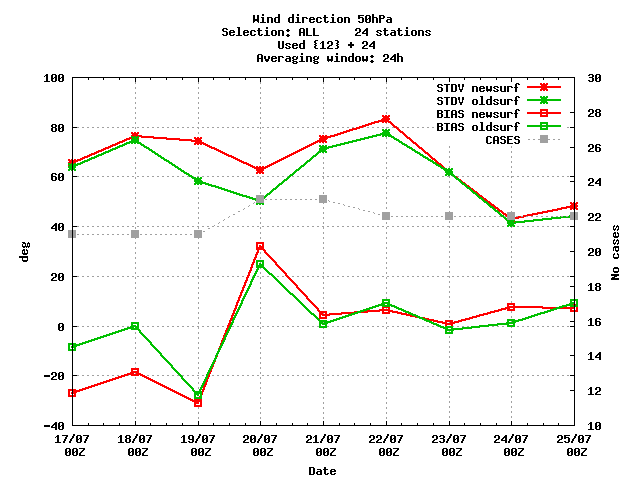 Wind direction 50hPa
Selection: ALL 24 stations
Used {12} + 24
Averaging window: 24h
STDV newsurf
STDV oldsurf
BIAS newsurf
BIAS oldsurf
CASES
100
80
60
40
20
0
-20
-40
deg
30
28
26
24
22
20
18
16
14
12
10
No cases
17/07 18/07 19/07 20/07 21/07 22/07 23/07 24/07 25/07
00Z 00Z 00Z 00Z 00Z 00Z 00Z 00Z 00Z
Date